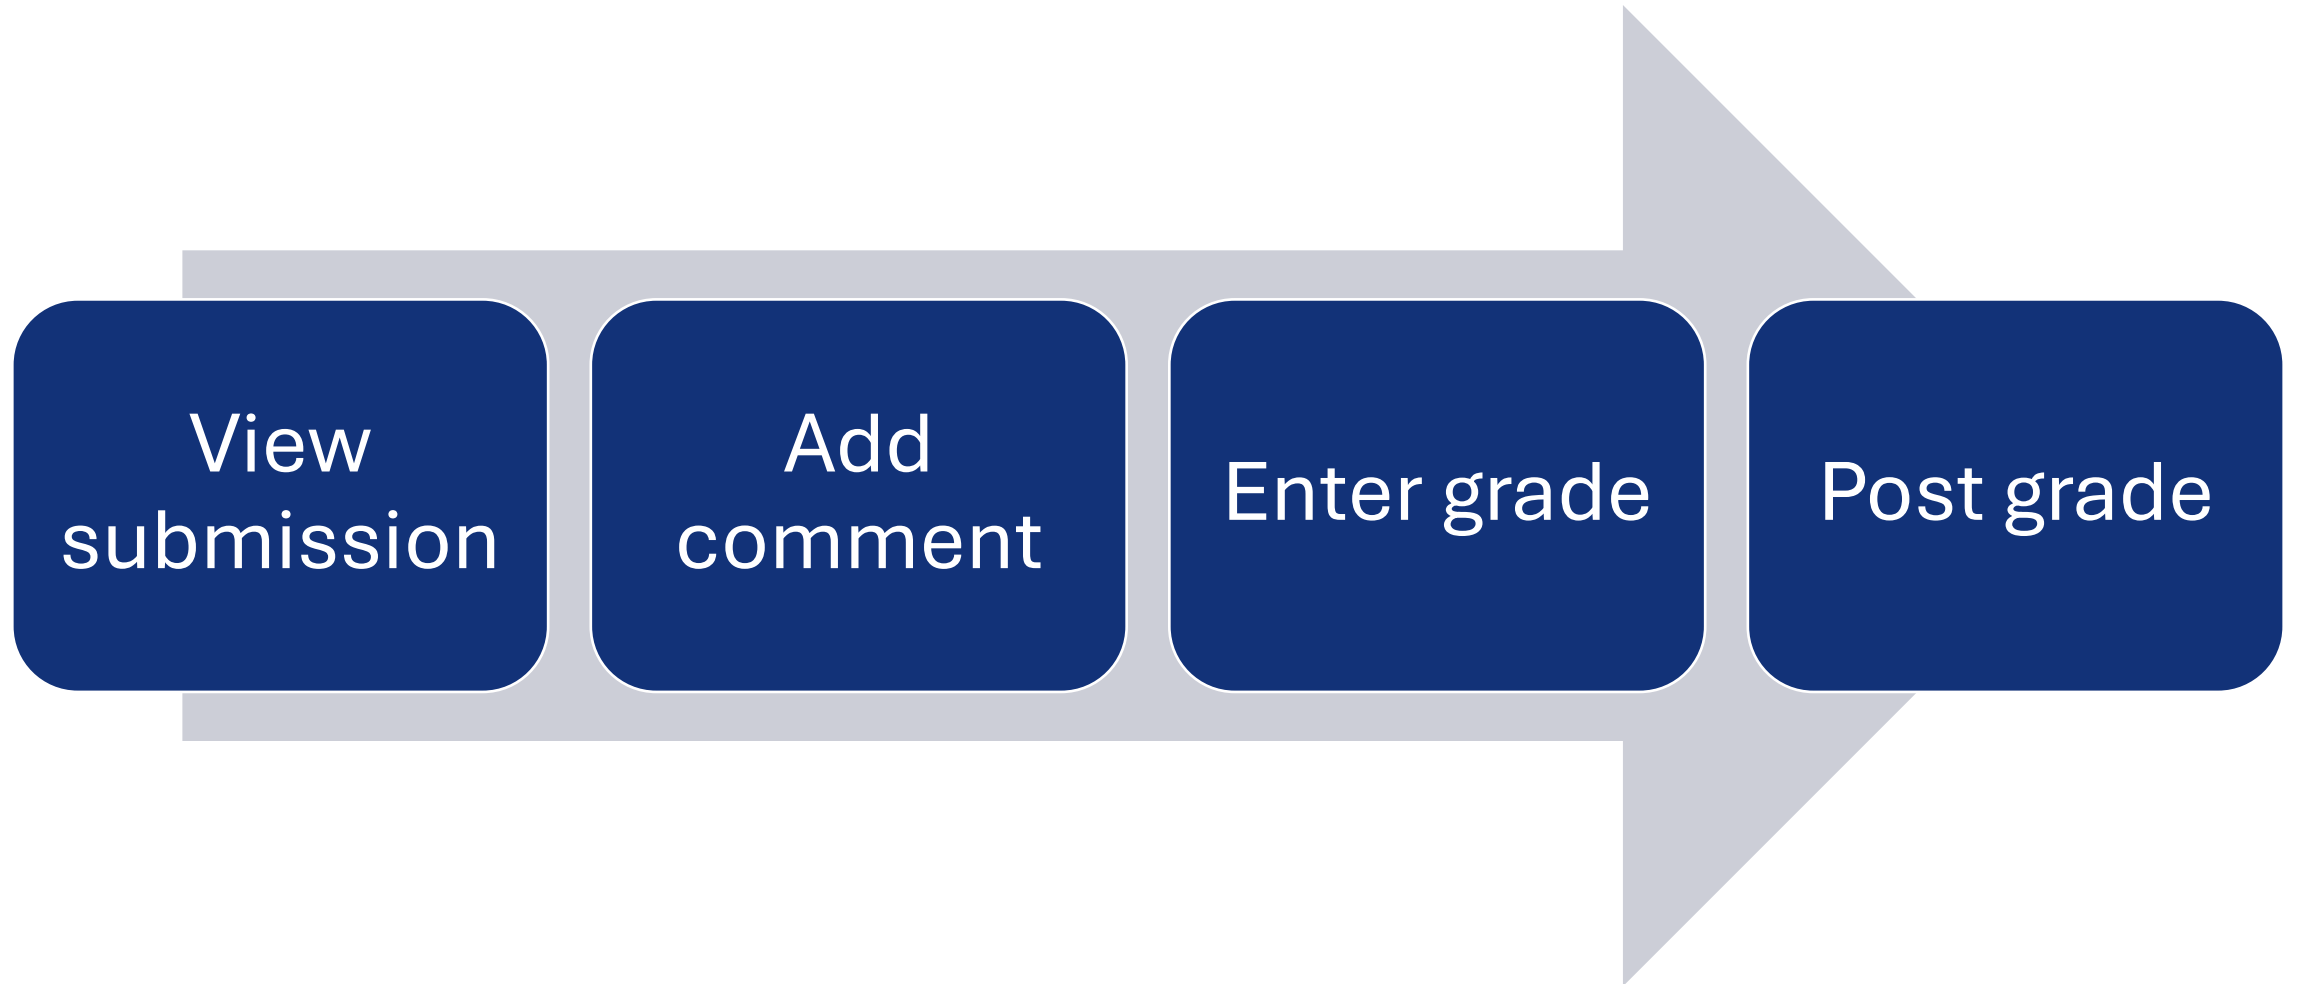 View
submission
Add
comment
Enter grade
Post grade